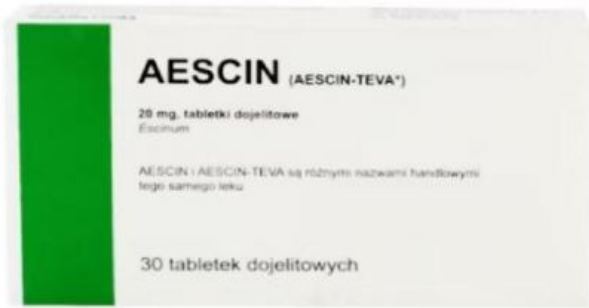 AESCIN (AESCIN-TEVA*)
20 mg, tabletki dojelitowe
Escinum
AESCIN i AESCIN-TEVA są różnymi nazwami handlowymi
tego samego leku
30 tabletek dojelitowych